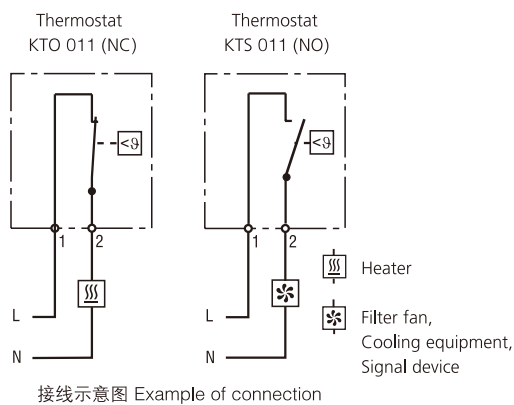 Thermostat
KTO 011 (NC)
Thermostat
KTS 011 (NO)
<ϑ
<ϑ
1
2
1
2
L
N
L
N
Heater
Filter fan,
Cooling equipment,
Signal device
接线示意图 Example of connection